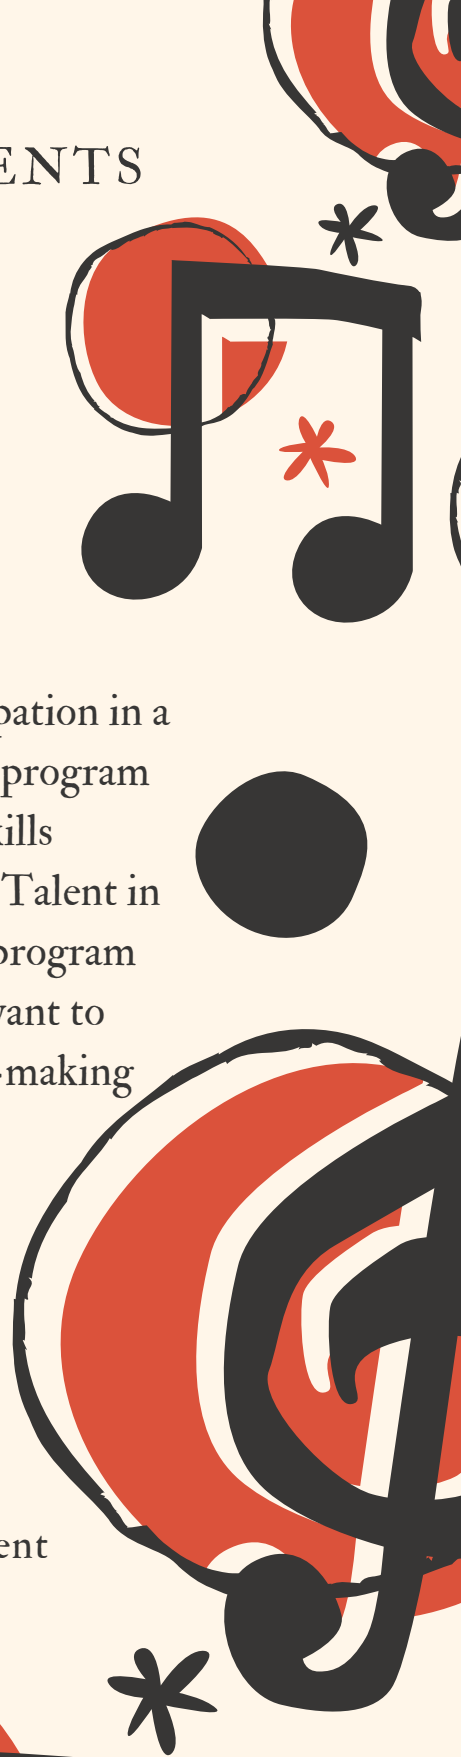 ENTS
pation in a
program
kills
Talent in
program
want to
-making
ent